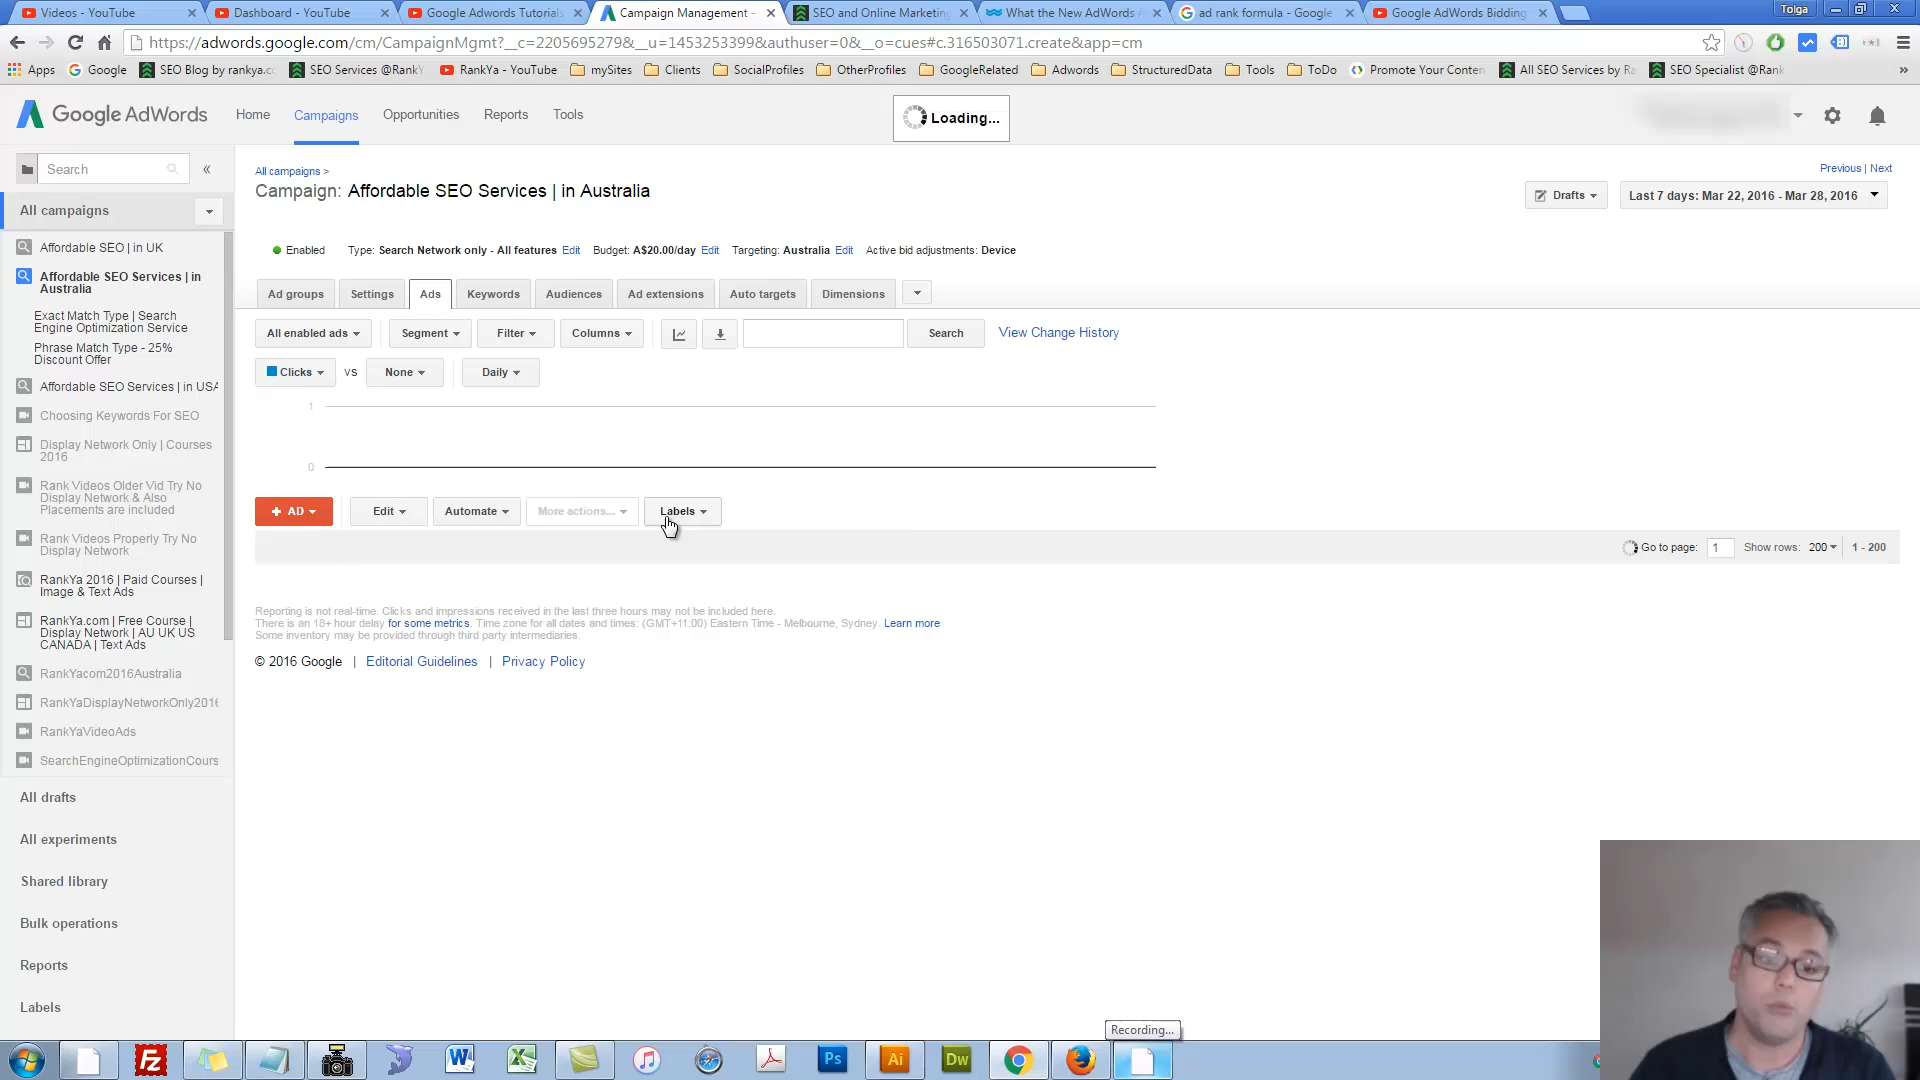 Videos - YouTube
Dashboard - YouTube
Google Adwords Tutorials
Campaign Management -
SEO and Online Marketing
What the New AdWords
ad rank formula - Google
Google AdWords Bidding
Tolga
https://adwords.google.com/cm/CampaignMgmt?__c=2205695279&__u=1453253399&authuser=0&__o=cues#c.316503071.create&app=cm
Apps
Google
SEO Blog by rankya.c
SEO Services @RankY
RankYa - YouTube
mySites
Clients
SocialProfiles
OtherProfiles
GoogleRelated
Adwords
StructuredData
Tools
ToDo
Promote Your Conten
All SEO Services by Ra
SEO Specialist @Rank
»
Google AdWords
Home
Campaigns
Opportunities
Reports
Tools
Loading...
Search
«
All campaigns >
Previous | Next
Campaign: Affordable SEO Services | in Australia
Drafts
Last 7 days: Mar 22, 2016 - Mar 28, 2016
All campaigns
Affordable SEO | in UK
Affordable SEO Services | in
Australia
Exact Match Type | Search
Engine Optimization Service
Phrase Match Type - 25%
Discount Offer
Affordable SEO Services | in USA
Choosing Keywords For SEO
Display Network Only | Courses
2016
Rank Videos Older Vid Try No
Display Network & Also
Placements are included
Rank Videos Properly Try No
Display Network
RankYa 2016 | Paid Courses |
Image & Text Ads
RankYa.com | Free Course |
Display Network | AU UK US
CANADA | Text Ads
RankYacom2016Australia
RankYaDisplayNetworkOnly2016
RankYaVideoAds
SearchEngineOptimizationCours
All drafts
All experiments
Shared library
Bulk operations
Reports
Labels
Enabled
Type: Search Network only - All features Edit
Budget: A$20.00/day Edit
Targeting: Australia Edit
Active bid adjustments: Device
Ad groups
Settings
Ads
Keywords
Audiences
Ad extensions
Auto targets
Dimensions
All enabled ads
Segment
Filter
Columns
Search
View Change History
Clicks
VS
None
Daily
1
0
+ AD
Edit
Automate
More actions...
Labels
Go to page: 1
Show rows: 200
1 - 200
Reporting is not real-time. Clicks and impressions received in the last three hours may not be included here.
There is an 18+ hour delay for some metrics. Time zone for all dates and times: (GMT+11:00) Eastern Time - Melbourne, Sydney. Learn more
Some inventory may be provided through third party intermediaries.
© 2016 Google | Editorial Guidelines | Privacy Policy
Recording...
Fz
W
X
Ps
Ai
Dw